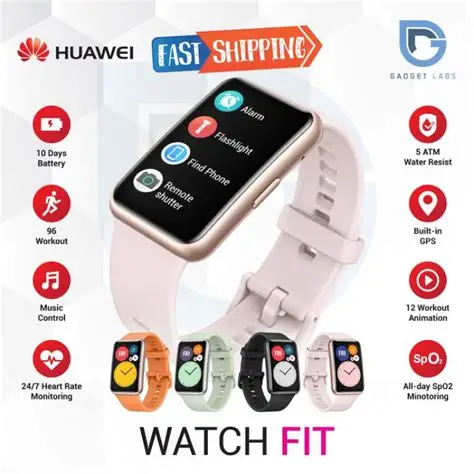 HUAWEI
FAST SHIPPING
GADGET LABS
10 Days
Battery
96
Workout
Music
Control
24/7 Heart Rate
Monitoring
Alarm
Flashlight
Find Phone
Remote
shutter
5 ATM
Water Resist
Built-in
GPS
12 Workout
Animation
SpO₂
All-day SpO2
Minotoring
WATCH FIT